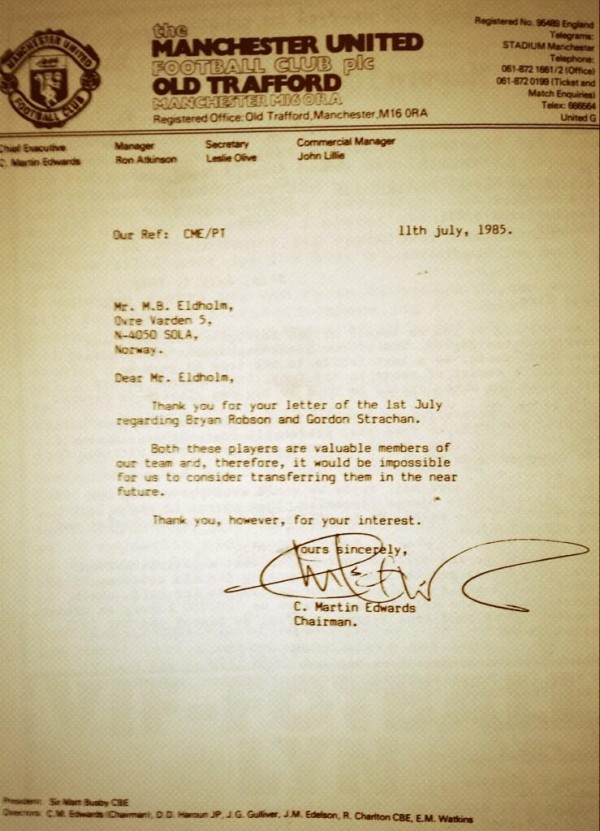 MANCHESTER UNITED
FOOTBALL CLUB
the
MANCHESTER UNITED
FOOTBALL CLUB plc
OLD TRAFFORD
MANCHESTER M16 0RA
Registered Office: Old Trafford, Manchester, M16 0RA
Registered No. 95489 England
Telegrams:
STADIUM Manchester
Telephone:
061-872 1661/2 (Office)
061-872 0199 (Ticket and
Match Enquiries)
Telex: 666564
United G
Chief Executive
C. Martin Edwards
Manager
Ron Atkinson
Secretary
Leslie Olive
Commercial Manager
John Lillie
Our Ref: CME/PT
11th july, 1985.
Mr. M.B. Eldholm,
Ovre Varden 5,
N-4050 SOLA,
Norway.
Dear Mr. Eldholm,
Thank you for your letter of the 1st July
regarding Bryan Robson and Gordon Strachan.
Both these players are valuable members of
our team and, therefore, it would be impossible
for us to consider transferring them in the near
future.
Thank you, however, for your interest.
Yours sincerely,
C. Martin Edwards
Chairman.
President: Sir Matt Busby CBE
Directors: C.M. Edwards (Chairman), D.D. Haroun JP, J.G. Gulliver, J.M. Edelson, R. Charlton CBE, E.M. Watkins